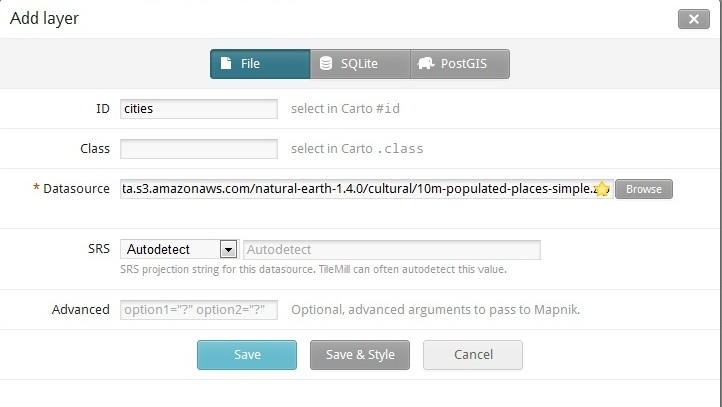 Add layer
File SQLite PostGIS
ID cities select in Carto #id
Class select in Carto .class
* Datasource ta.s3.amazonaws.com/natural-earth-1.4.0/cultural/10m-populated-places-simple. Browse
SRS Autodetect Autodetect
SRS projection string for this datasource. TileMill can often autodetect this value.
Advanced option1="?" option2="?" Optional, advanced arguments to pass to Mapnik.
Save Save & Style Cancel